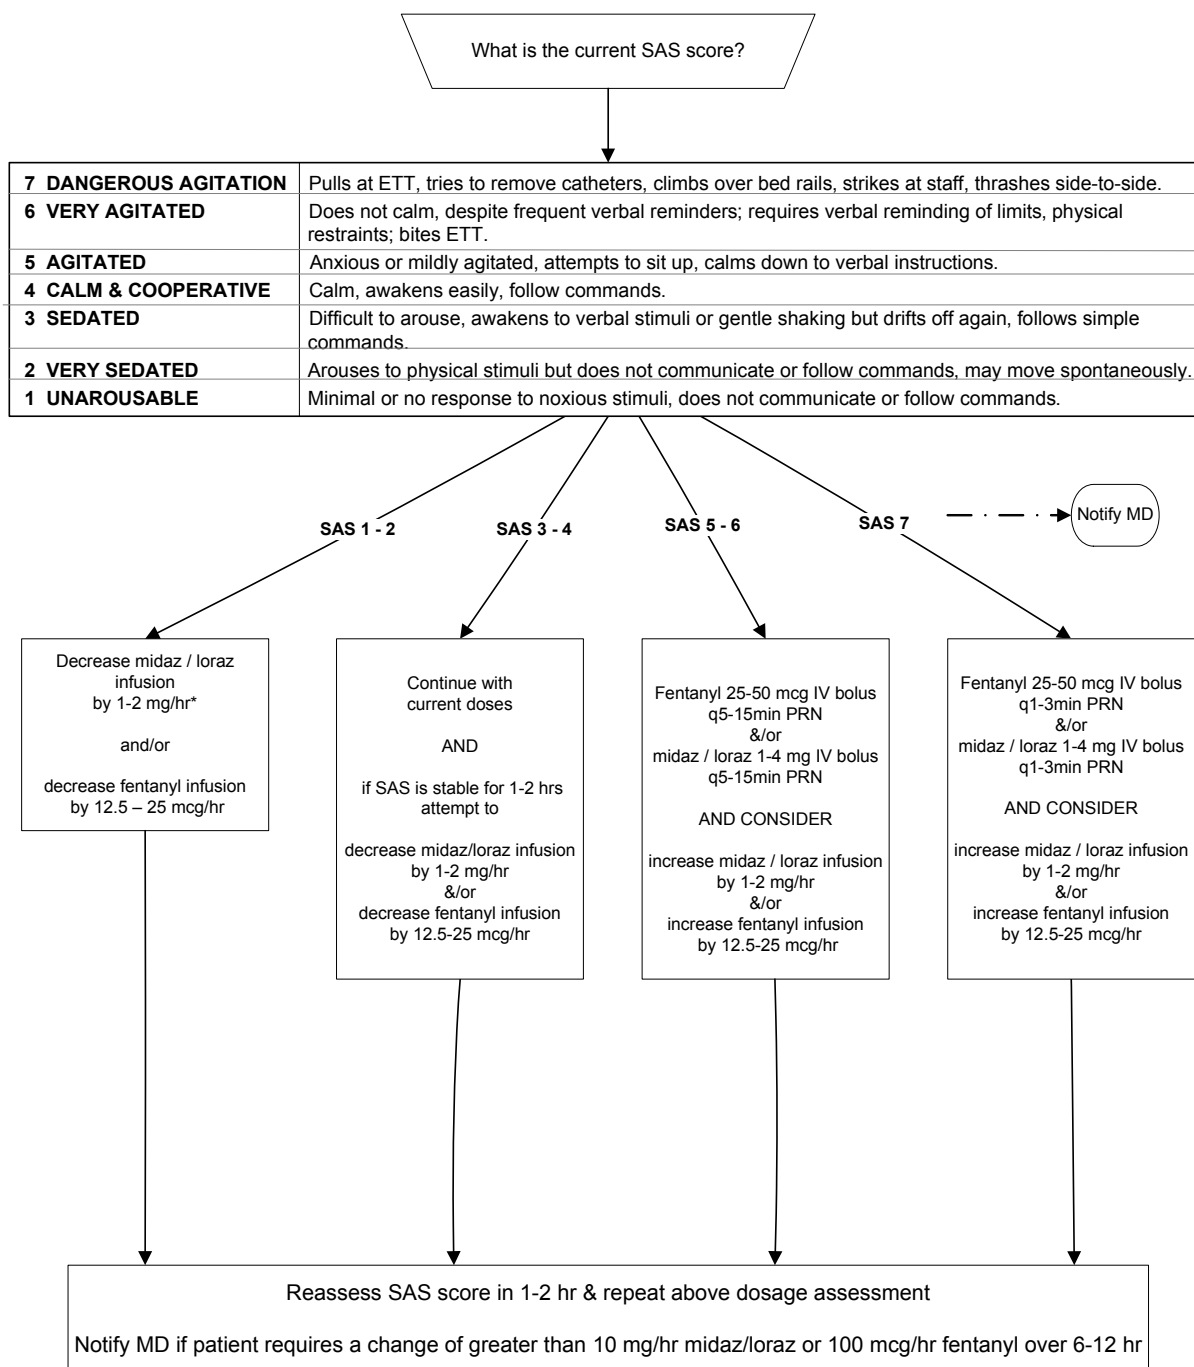 What is the current SAS score?
7 DANGEROUS AGITATION Pulls at ETT, tries to remove catheters, climbs over bed rails, strikes at staff, thrashes side-to-side.
6 VERY AGITATED Does not calm, despite frequent verbal reminders; requires verbal reminding of limits, physical
restraints; bites ETT.
5 AGITATED Anxious or mildly agitated, attempts to sit up, calms down to verbal instructions.
4 CALM & COOPERATIVE Calm, awakens easily, follow commands.
3 SEDATED Difficult to arouse, awakens to verbal stimuli or gentle shaking but drifts off again, follows simple
commands.
2 VERY SEDATED Arouses to physical stimuli but does not communicate or follow commands, may move spontaneously.
1 UNAROUSABLE Minimal or no response to noxious stimuli, does not communicate or follow commands.
SAS 1 - 2
SAS 3 - 4
SAS 5 - 6
SAS 7
Notify MD
Decrease midaz / loraz
infusion
by 1-2 mg/hr*
and/or
decrease fentanyl infusion
by 12.5 – 25 mcg/hr
Continue with
current doses
AND
if SAS is stable for 1-2 hrs
attempt to
decrease midaz/loraz infusion
by 1-2 mg/hr
&/or
decrease fentanyl infusion
by 12.5-25 mcg/hr
Fentanyl 25-50 mcg IV bolus
q5-15min PRN
&/or
midaz / loraz 1-4 mg IV bolus
q5-15min PRN
AND CONSIDER
increase midaz / loraz infusion
by 1-2 mg/hr
&/or
increase fentanyl infusion
by 12.5-25 mcg/hr
Fentanyl 25-50 mcg IV bolus
q1-3min PRN
&/or
midaz / loraz 1-4 mg IV bolus
q1-3min PRN
AND CONSIDER
increase midaz / loraz infusion
by 1-2 mg/hr
&/or
increase fentanyl infusion
by 12.5-25 mcg/hr
Reassess SAS score in 1-2 hr & repeat above dosage assessment
Notify MD if patient requires a change of greater than 10 mg/hr midaz/loraz or 100 mcg/hr fentanyl over 6-12 hr